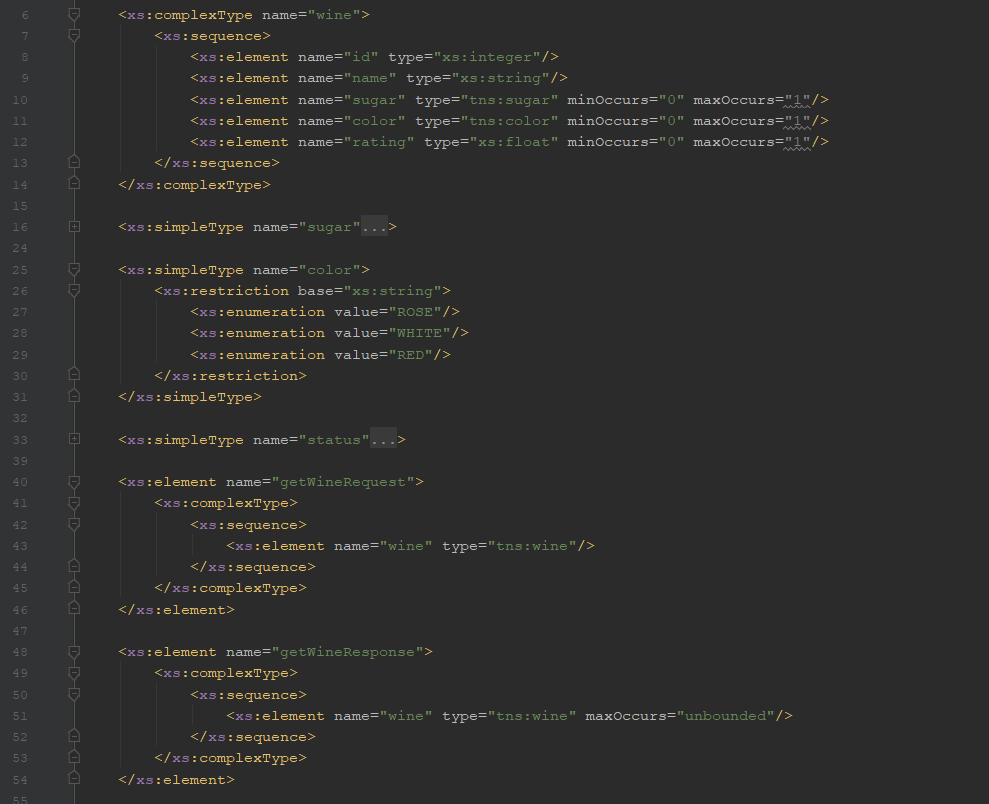 6 <xs:complexType name="wine">
7 <xs:sequence>
8 <xs:element name="id" type="xs:integer"/>
9 <xs:element name="name" type="xs:string"/>
10 <xs:element name="sugar" type="tns:sugar" minOccurs="0" maxOccurs="1"/>
11 <xs:element name="color" type="tns:color" minOccurs="0" maxOccurs="1"/>
12 <xs:element name="rating" type="xs:float" minOccurs="0" maxOccurs="1"/>
13 </xs:sequence>
14 </xs:complexType>
15
16 <xs:simpleType name="sugar"...>
24
25 <xs:simpleType name="color">
26 <xs:restriction base="xs:string">
27 <xs:enumeration value="ROSE"/>
28 <xs:enumeration value="WHITE"/>
29 <xs:enumeration value="RED"/>
30 </xs:restriction>
31 </xs:simpleType>
32
33 <xs:simpleType name="status"...>
39
40 <xs:element name="getWineRequest">
41 <xs:complexType>
42 <xs:sequence>
43 <xs:element name="wine" type="tns:wine"/>
44 </xs:sequence>
45 </xs:complexType>
46 </xs:element>
47
48 <xs:element name="getWineResponse">
49 <xs:complexType>
50 <xs:sequence>
51 <xs:element name="wine" type="tns:wine" maxOccurs="unbounded"/>
52 </xs:sequence>
53 </xs:complexType>
54 </xs:element>
55